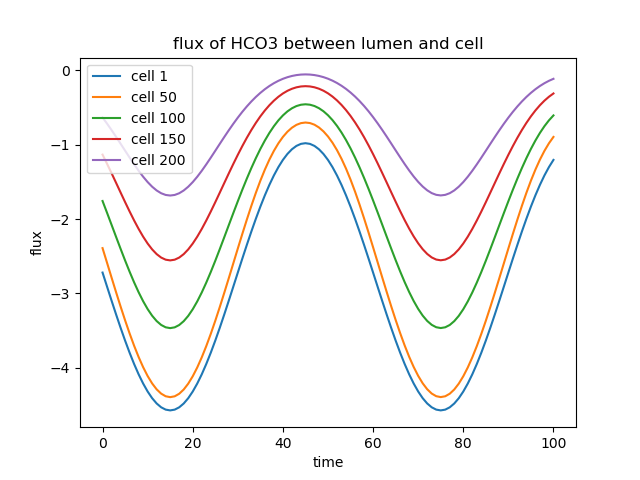 flux of HCO3 between lumen and cell
cell 1
cell 50
cell 100
cell 150
cell 200
0
−1
−2
−3
−4
flux
0 20 40 60 80 100
time